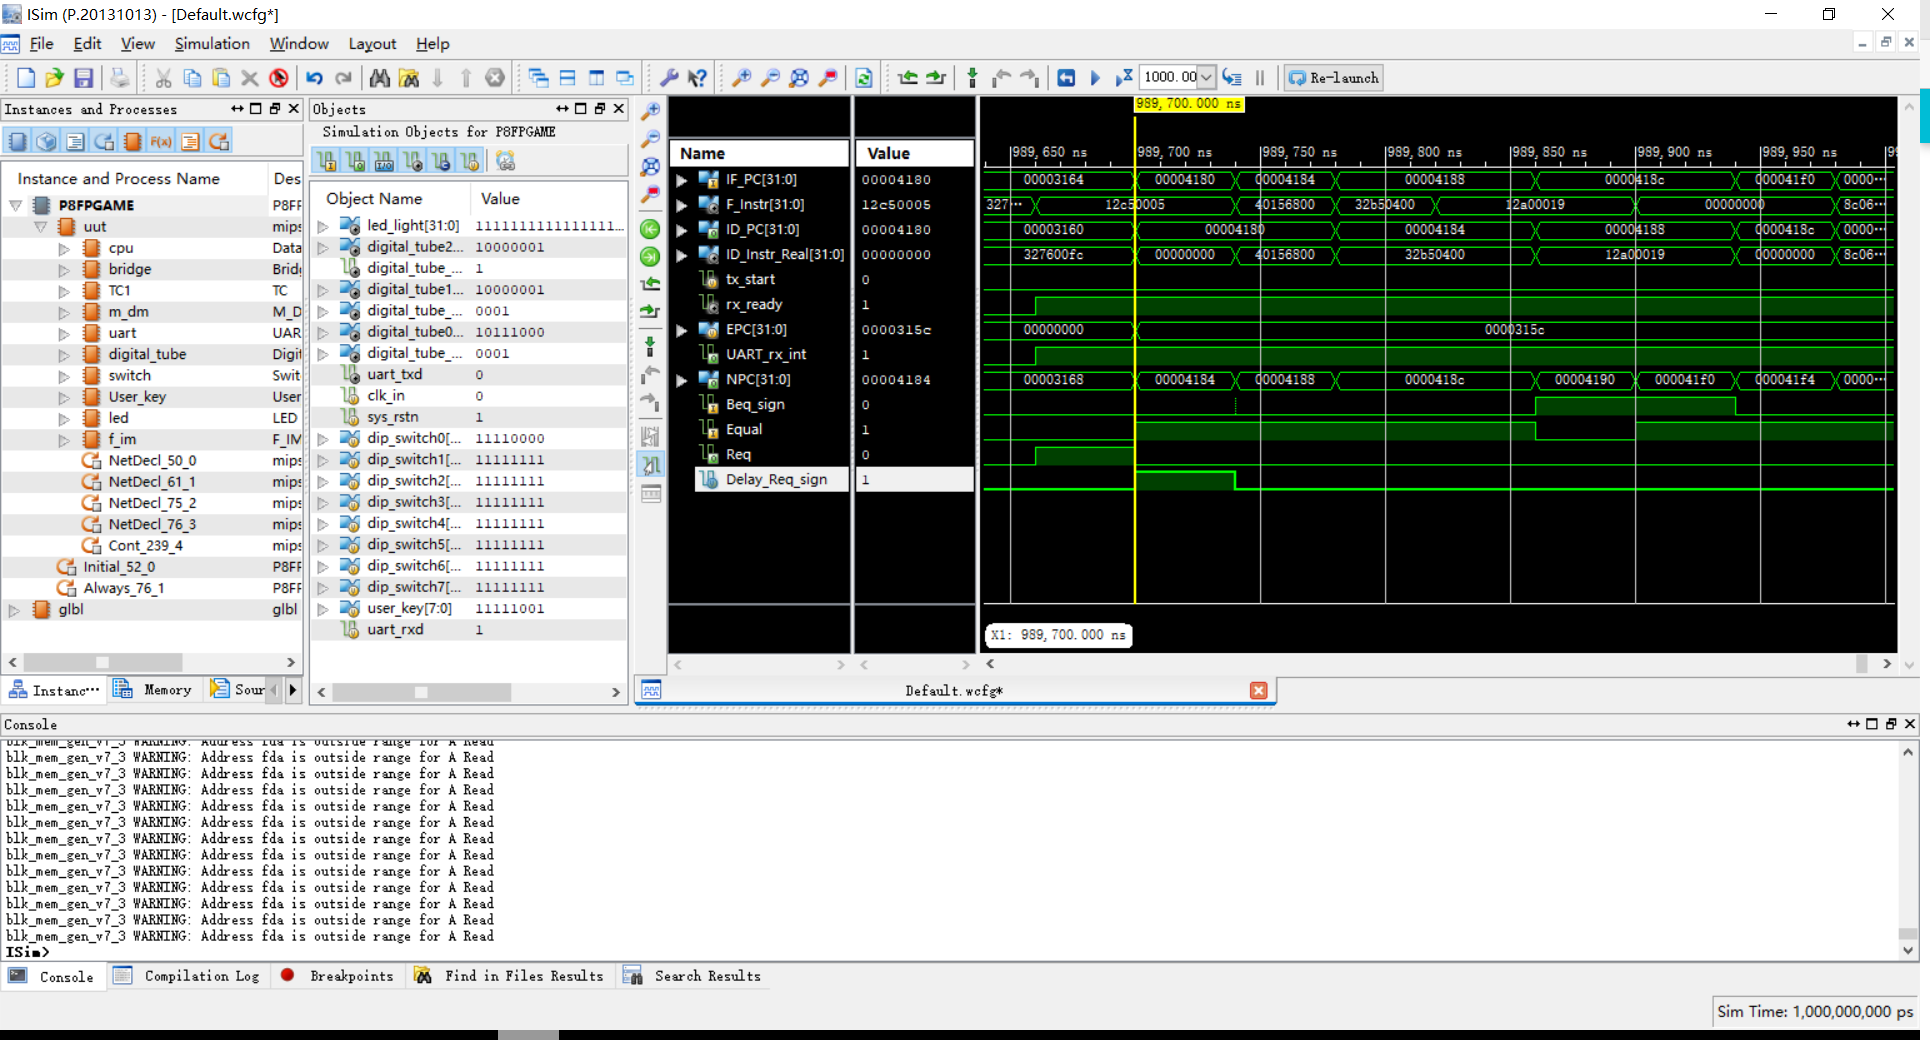 ISim (P.20131013) - [Default.wcfg*]
File Edit View Simulation Window Layout Help
1000.00 Re-launch
Instances and Processes
Instance and Process Name Des
P8FPGAME P8FF
uut mips
cpu Data
bridge Brid
TC1 TC
m_dm M_D
uart UAR
digital_tube Digit
switch Swit
User_key User
led LED
f_im F_IM
NetDecl_50_0 mips
NetDecl_61_1 mips
NetDecl_75_2 mips
NetDecl_76_3 mips
Cont_239_4 mips
Initial_52_0 P8FF
Always_76_1 P8FF
glbl glbl
Instanc··· Memory Sour
Objects
Simulation Objects for P8FPGAME
Object Name Value
led_light[31:0] 1111111111111111...
digital_tube2... 10000001
digital_tube_... 1
digital_tube1... 10000001
digital_tube_... 0001
digital_tube0... 10111000
digital_tube_... 0001
uart_txd 0
clk_in 0
sys_rstn 1
dip_switch0[... 11110000
dip_switch1[... 11111111
dip_switch2[... 11111111
dip_switch3[... 11111111
dip_switch4[... 11111111
dip_switch5[... 11111111
dip_switch6[... 11111111
dip_switch7[... 11111111
user_key[7:0] 11111001
uart_rxd 1
989,700.000 ns
Name Value 989,650 ns 989,700 ns 989,750 ns 989,800 ns 989,850 ns 989,900 ns 989,950 ns
IF_PC[31:0] 00004180 00003164 00004180 00004184 00004188 0000418c 000041f0 0000···
F_Instr[31:0] 12c50005 327··· 12c50005 40156800 32b50400 12a00019 00000000 8c06···
ID_PC[31:0] 00004180 00003160 00004180 00004184 00004188 0000418c 0000···
ID_Instr_Real[31:0] 00000000 327600fc 00000000 40156800 32b50400 12a00019 00000000 8c06···
tx_start 0
rx_ready 1
EPC[31:0] 0000315c 00000000 0000315c
UART_rx_int 1
NPC[31:0] 00004184 00003168 00004184 00004188 0000418c 00004190 000041f0 000041f4 0000···
Beq_sign 0
Equal 1
Req 0
Delay_Req_sign 1
X1: 989,700.000 ns
Default.wcfg*
Console
blk_mem_gen_v7_3 WARNING: Address fda is outside range for A Read
blk_mem_gen_v7_3 WARNING: Address fda is outside range for A Read
blk_mem_gen_v7_3 WARNING: Address fda is outside range for A Read
blk_mem_gen_v7_3 WARNING: Address fda is outside range for A Read
blk_mem_gen_v7_3 WARNING: Address fda is outside range for A Read
blk_mem_gen_v7_3 WARNING: Address fda is outside range for A Read
blk_mem_gen_v7_3 WARNING: Address fda is outside range for A Read
blk_mem_gen_v7_3 WARNING: Address fda is outside range for A Read
blk_mem_gen_v7_3 WARNING: Address fda is outside range for A Read
blk_mem_gen_v7_3 WARNING: Address fda is outside range for A Read
blk_mem_gen_v7_3 WARNING: Address fda is outside range for A Read
blk_mem_gen_v7_3 WARNING: Address fda is outside range for A Read
blk_mem_gen_v7_3 WARNING: Address fda is outside range for A Read
ISim>
Console Compilation Log Breakpoints Find in Files Results Search Results
Sim Time: 1,000,000,000 ps